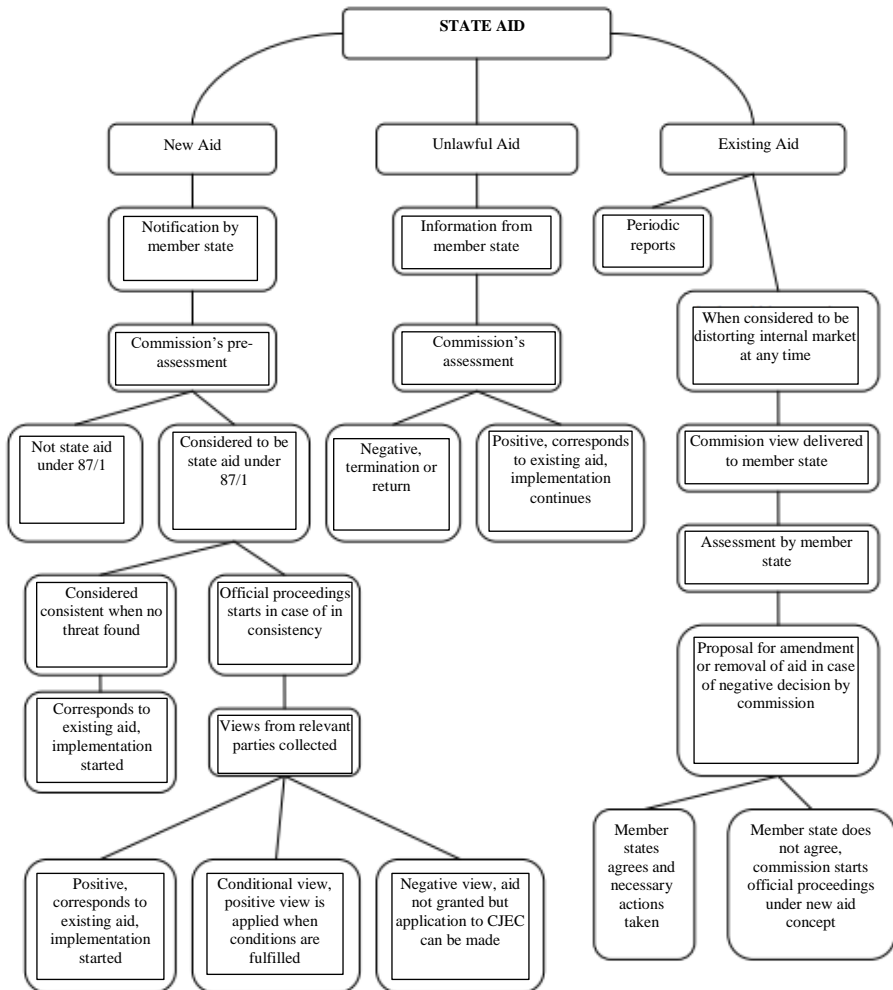 STATE AID
New Aid
Unlawful Aid
Existing Aid
Notification by
member state
Information from
member state
Periodic
reports
When considered to be
distorting internal market
at any time
Commission’s pre-
assessment
Commission’s
assessment
Not state aid
under 87/1
Considered to be
state aid under
87/1
Negative,
termination or
return
Positive, corresponds
to existing aid,
implementation
continues
Commision view delivered
to member state
Assessment by member
state
Considered
consistent when no
threat found
Official proceedings
starts in case of in
consistency
Proposal for amendment
or removal of aid in case
of negative decision by
commission
Corresponds to
existing aid,
implementation
started
Views from relevant
parties collected
Member
states
agrees and
necessary
actions
taken
Member state does
not agree,
commission starts
official proceedings
under new aid
concept
Positive,
corresponds to
existing aid,
implementation
started
Conditional view,
positive view is
applied when
conditions are
fulfilled
Negative view, aid
not granted but
application to CJEC
can be made